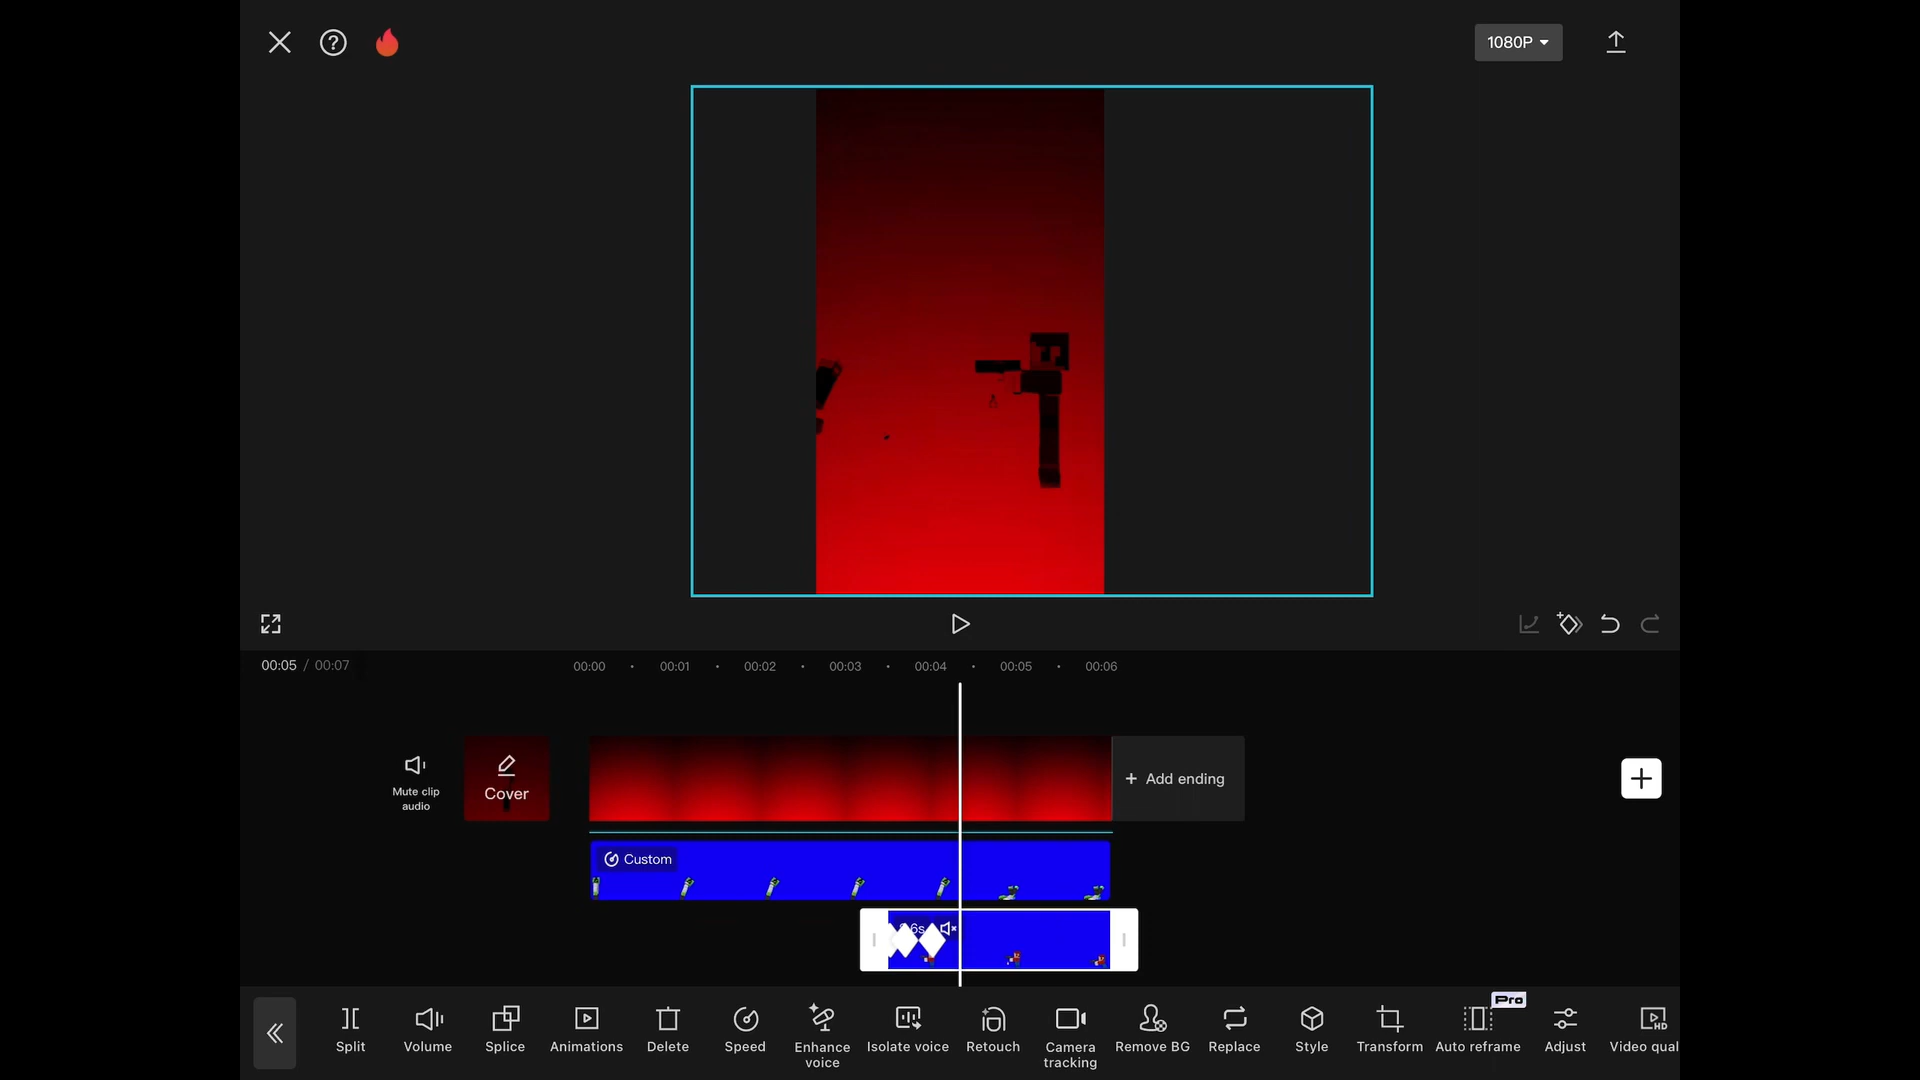 1080P
00:05 / 00:07
00:00 00:01 00:02 00:03 00:04 00:05 00:06
Mute clip
audio
Cover
+ Add ending
Custom
Pro
Split Volume Splice Animations Delete Speed Enhance voice Isolate voice Retouch Camera tracking Remove BG Replace Style Transform Auto reframe Adjust Video qual